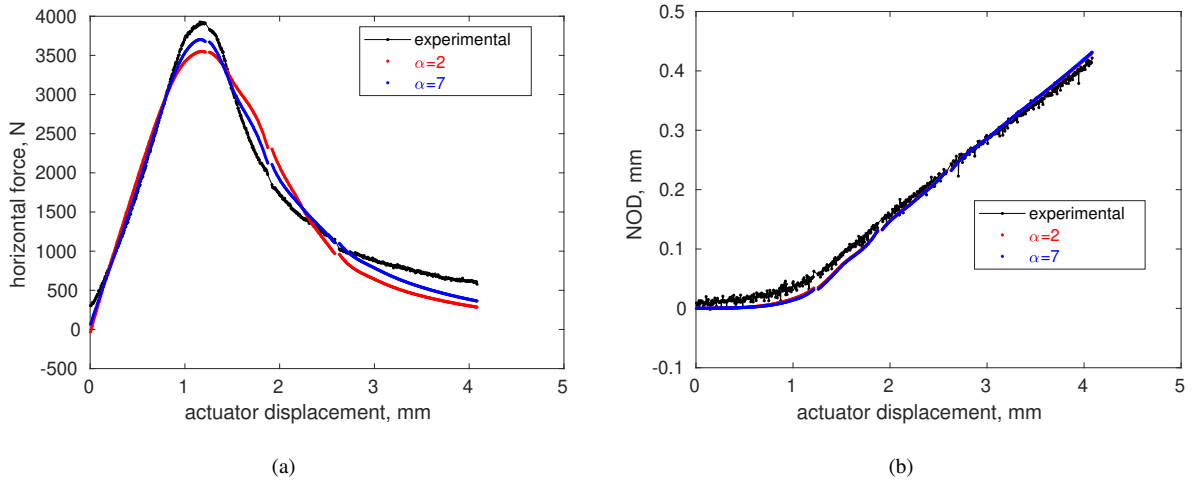 4000
3500
3000
2500
2000
1500
1000
500
0
-500
horizontal force, N
experimental
α=2
α=7
0 1 2 3 4 5
actuator displacement, mm
(a)
0.4
0.3
0.2
0.1
0
-0.1
NOD, mm
experimental
α=2
α=7
0 1 2 3 4 5
actuator displacement, mm
(b)